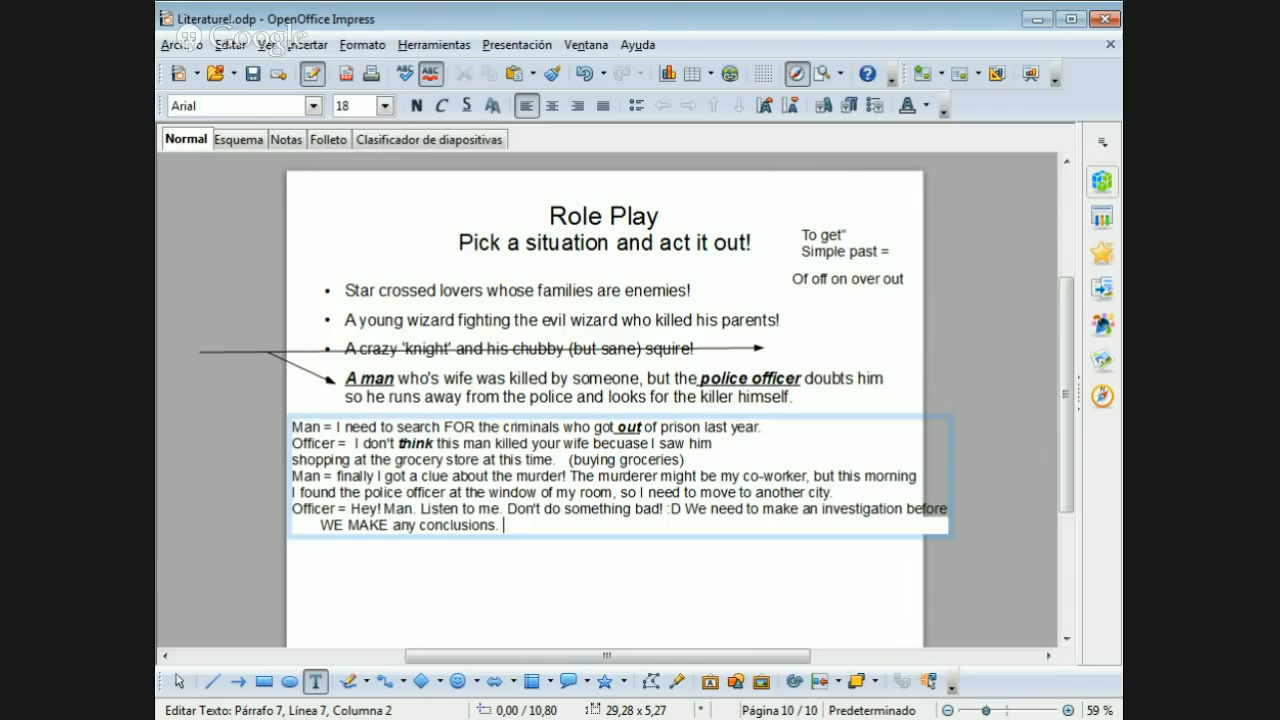 Literature!.odp - OpenOffice Impress
Google
Archivo Editar Ver Insertar Formato Herramientas Presentación Ventana Ayuda
Arial 18 N C S
Normal Esquema Notas Folleto Clasificador de diapositivas
Role Play
Pick a situation and act it out!
To get"
Simple past =
Of off on over out
• Star crossed lovers whose families are enemies!
• A young wizard fighting the evil wizard who killed his parents!
• A crazy 'knight' and his chubby (but sane) squire!
A man who's wife was killed by someone, but the police officer doubts him
so he runs away from the police and looks for the killer himself.
Man = I need to search FOR the criminals who got out of prison last year.
Officer = I don't think this man killed your wife becuase I saw him
shopping at the grocery store at this time. (buying groceries)
Man = finally I got a clue about the murder! The murderer might be my co-worker, but this morning
I found the police officer at the window of my room, so I need to move to another city.
Officer = Hey! Man. Listen to me. Don't do something bad! :D We need to make an investigation before
WE MAKE any conclusions.
Editar Texto: Párrafo 7, Línea 7, Columna 2 0,00 / 10,80 29,28 x 5,27 * Página 10 / 10 Predeterminado 59 %